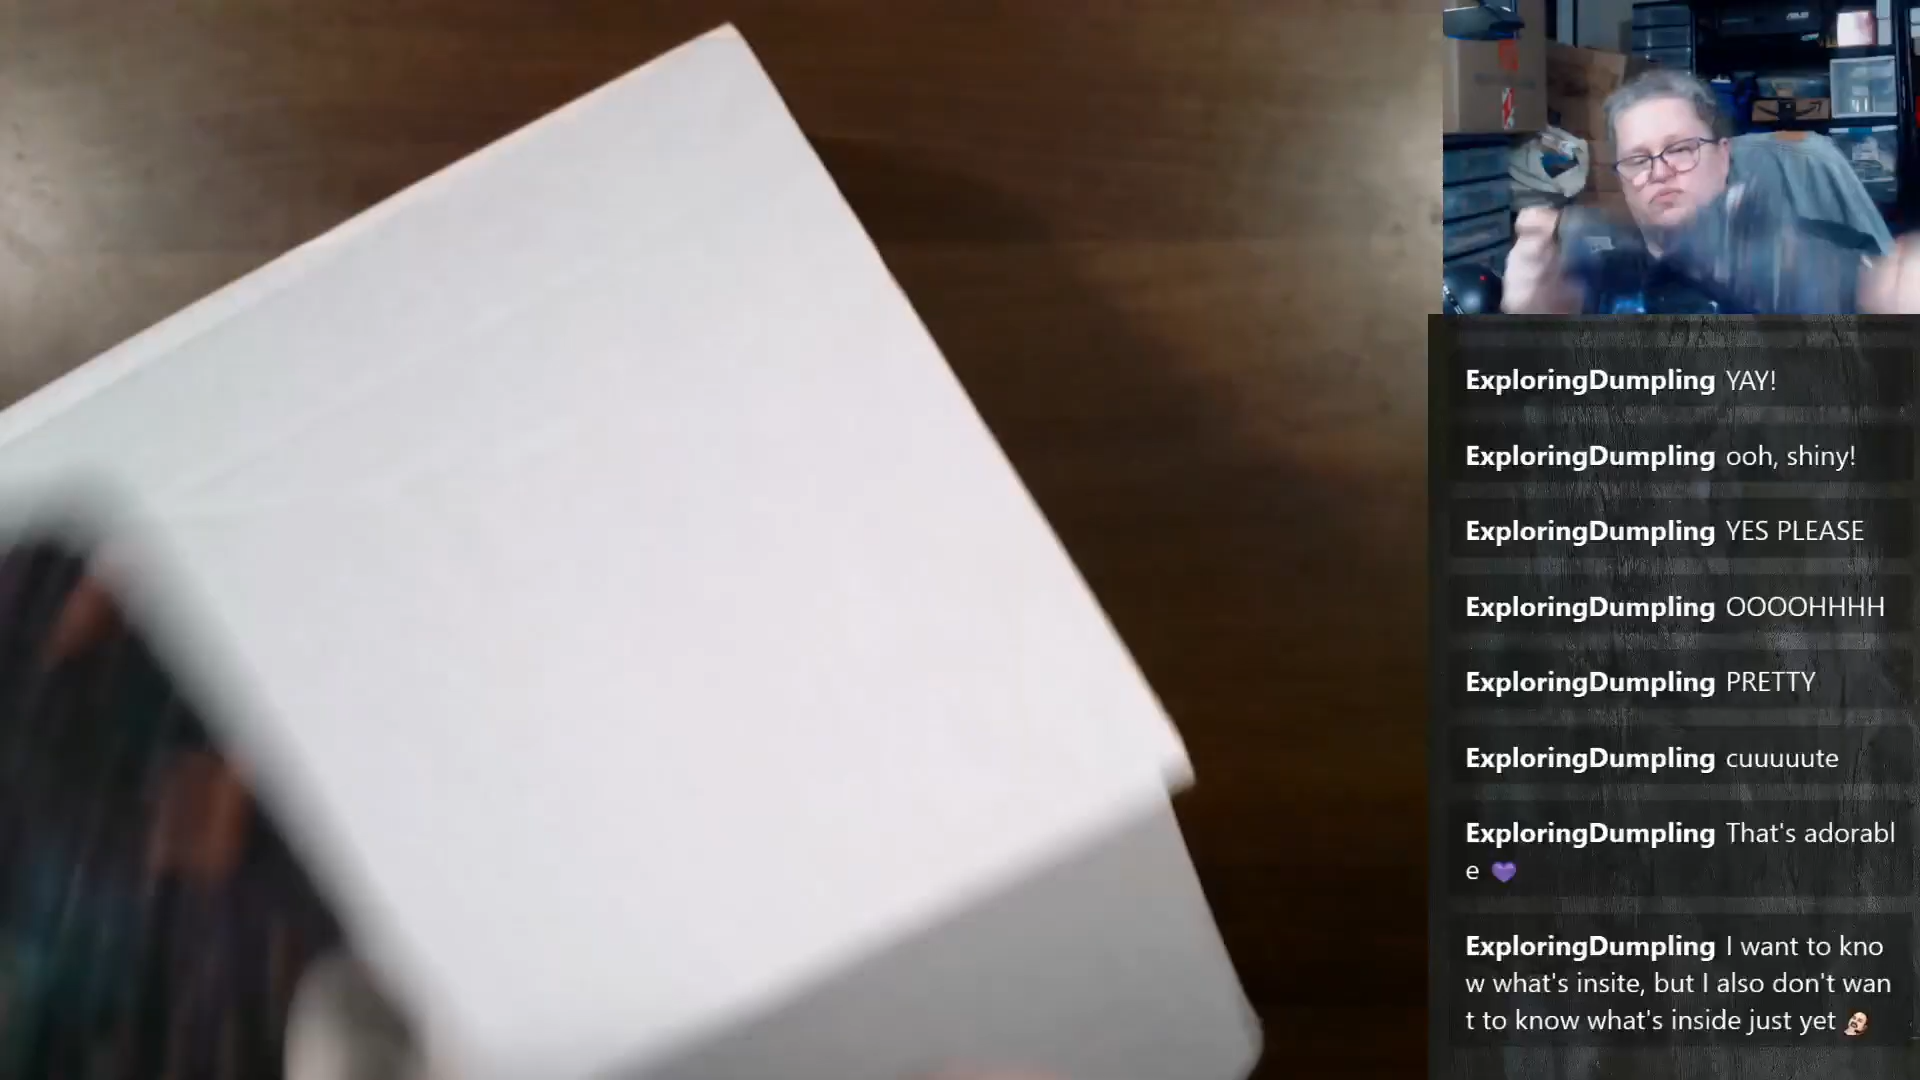 ExploringDumpling YAY!
ExploringDumpling ooh, shiny!
ExploringDumpling YES PLEASE
ExploringDumpling OOOOHHHH
ExploringDumpling PRETTY
ExploringDumpling cuuuuute
ExploringDumpling That's adorabl
e 💜
ExploringDumpling I want to kno
w what's insite, but I also don't wan
t to know what's inside just yet